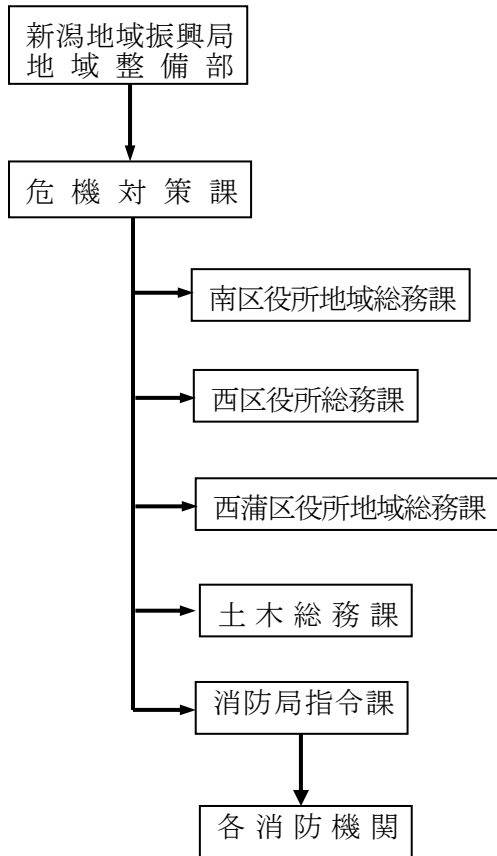 新潟地域振興局
地域整備部
危機対策課
南区役所地域総務課
西区役所総務課
西蒲区役所地域総務課
土木総務課
消防局指令課
各消防機関